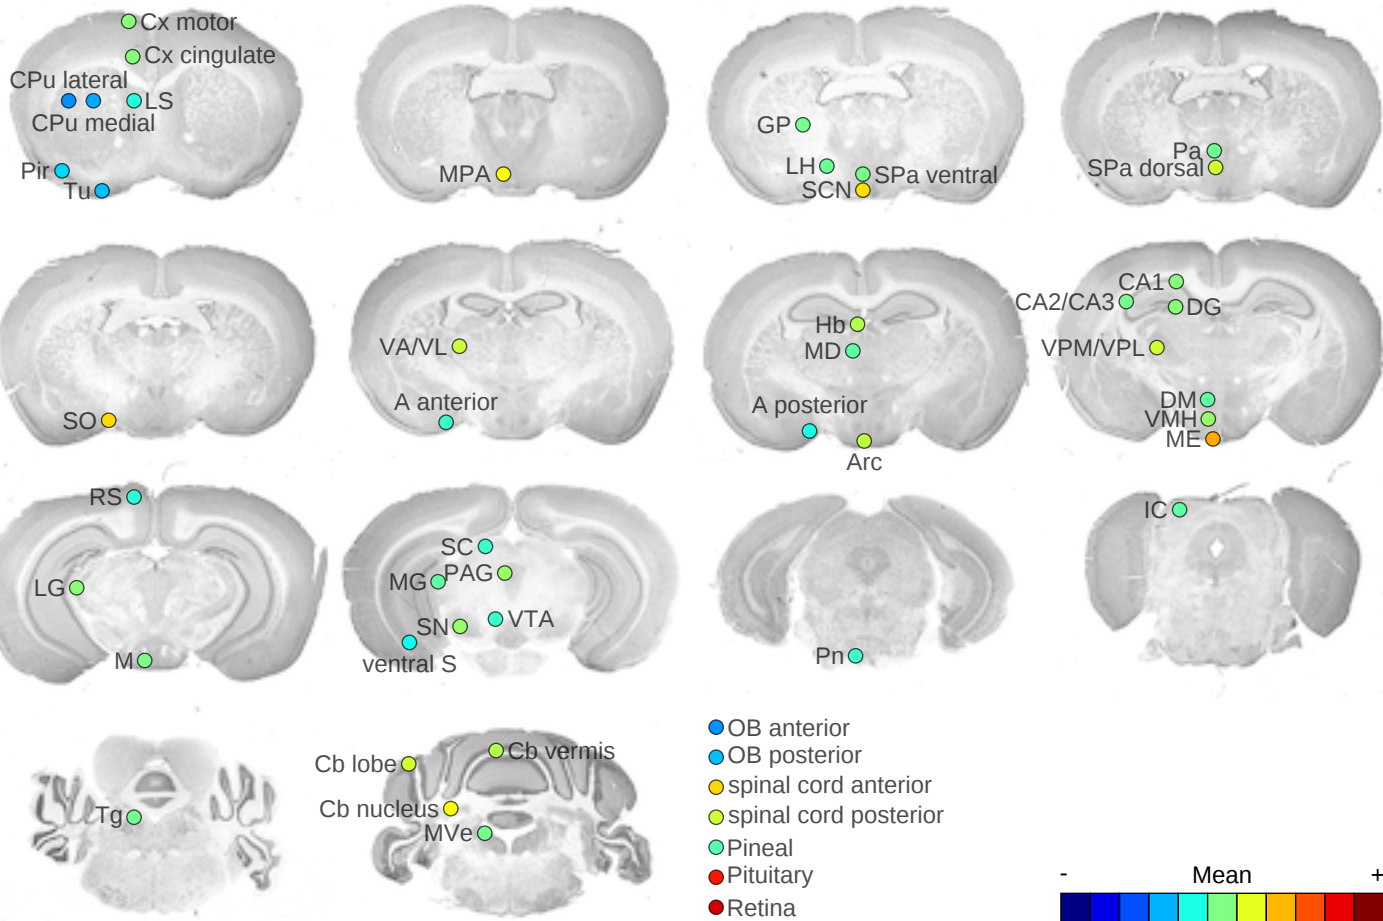 Cx motor
Cx cingulate
CPu lateral
LS
CPu medial
Pir
Tu
MPA
GP
LH
SPa ventral
SCN
Pa
SPa dorsal
SO
VA/VL
A anterior
Hb
MD
A posterior
Arc
CA1
CA2/CA3
DG
VPM/VPL
DM
VMH
ME
RS
LG
M
SC
PAG
MG
SN
VTA
ventral S
Pn
IC
Tg
Cb lobe
Cb vermis
Cb nucleus
MVe
OB anterior
OB posterior
spinal cord anterior
spinal cord posterior
Pineal
Pituitary
Retina
- Mean +